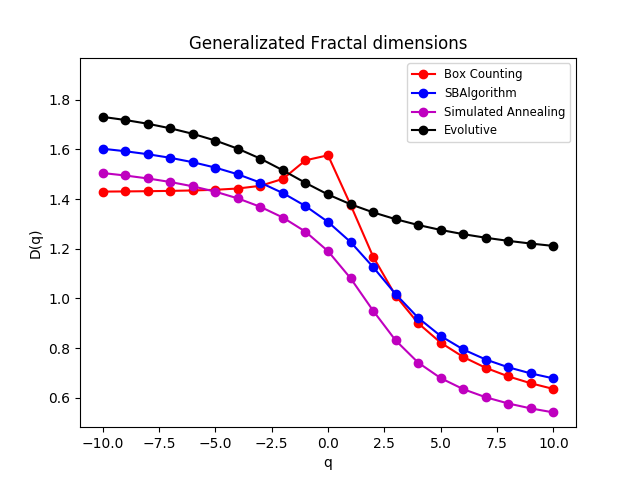 Generalizated Fractal dimensions
Box Counting
SBAlgorithm
Simulated Annealing
Evolutive
D(q)
1.8
1.6
1.4
1.2
1.0
0.8
0.6
−10.0 −7.5 −5.0 −2.5 0.0 2.5 5.0 7.5 10.0
q